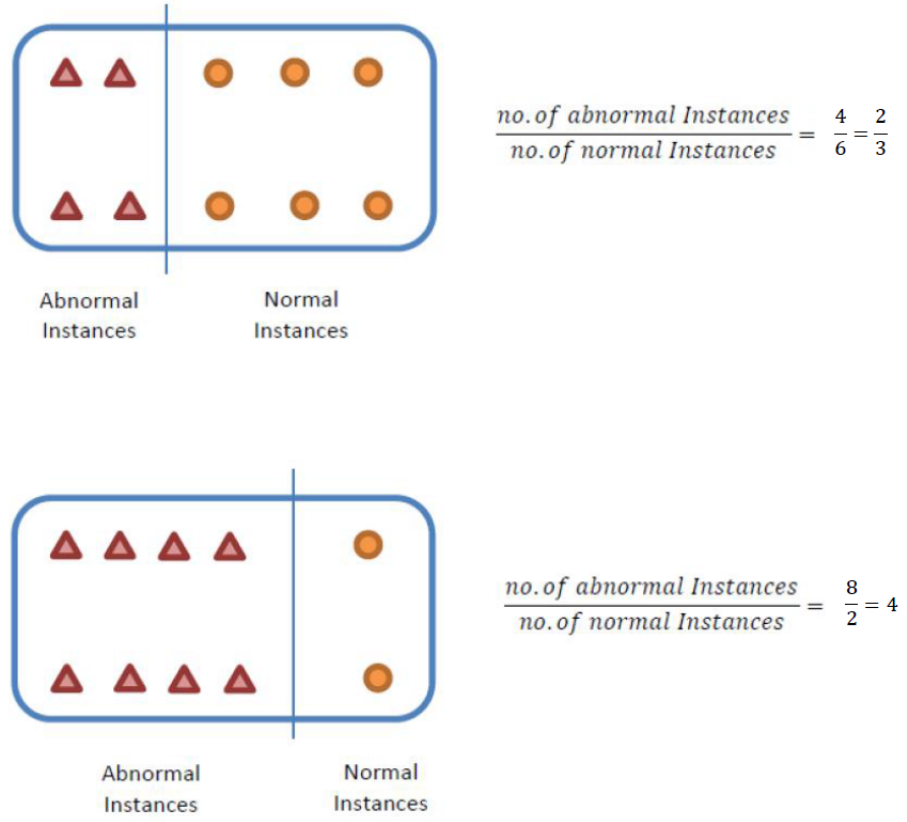 Abnormal
Instances
Normal
Instances
no. of abnormal Instances
no. of normal Instances
= 4/6 = 2/3
Abnormal
Instances
Normal
Instances
no. of abnormal Instances
no. of normal Instances
= 8/2 = 4